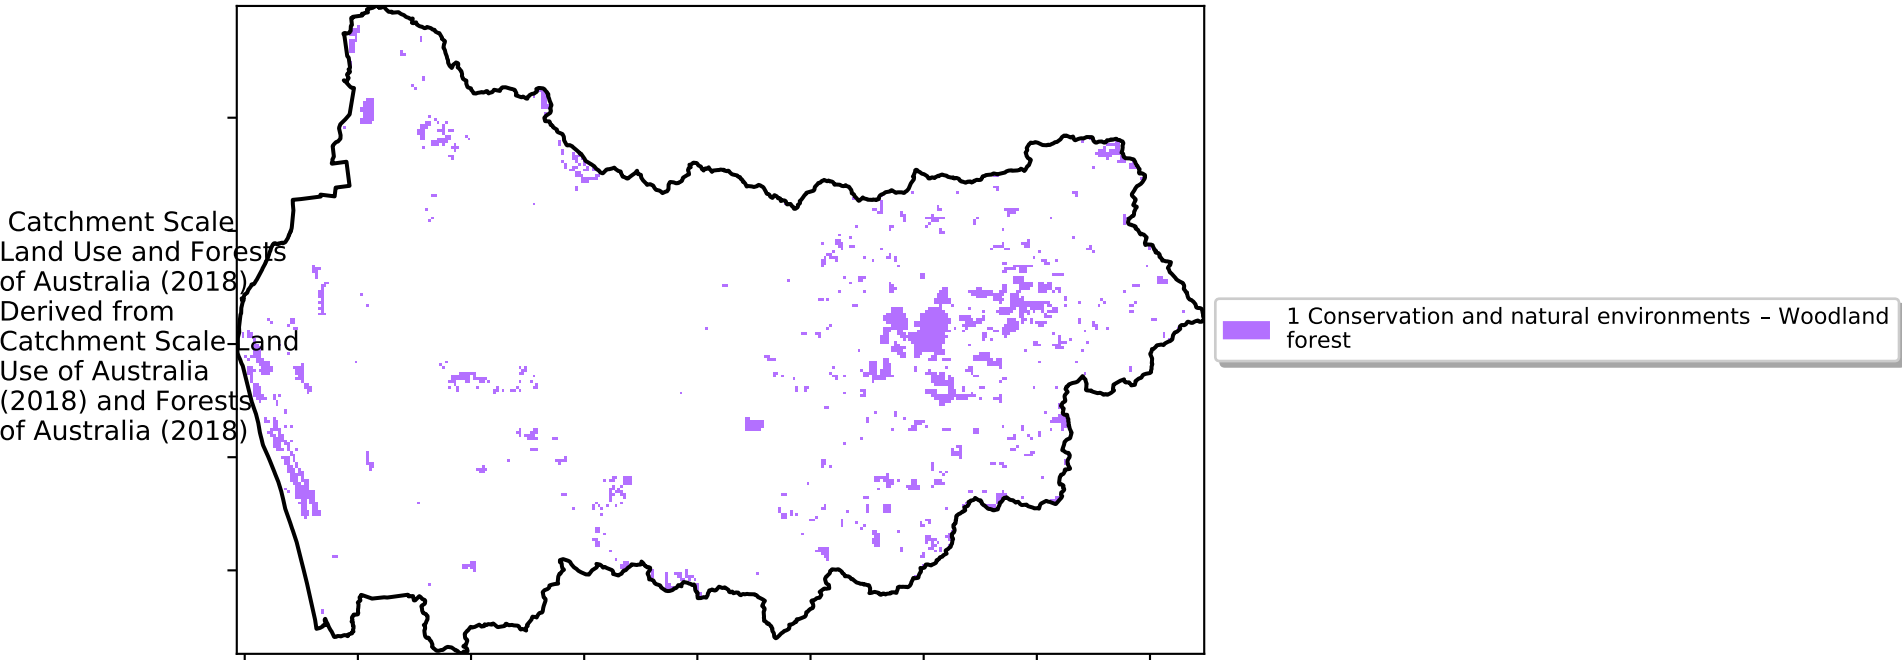 Catchment Scale
Land Use and Forests
of Australia (2018)
Derived from
Catchment Scale Land
Use of Australia
(2018) and Forests
of Australia (2018)
1 Conservation and natural environments – Woodland
forest